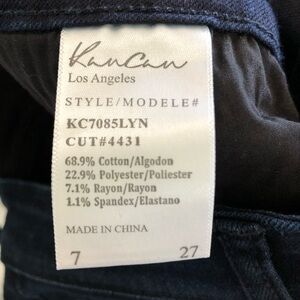 KanCan
Los Angeles
STYLE/MODELE#
KC7085LYN
CUT#4431
68.9% Cotton/Algodon
22.9% Polyester/Poliester
7.1% Rayon/Rayon
1.1% Spandex/Elastano
MADE IN CHINA
7 27